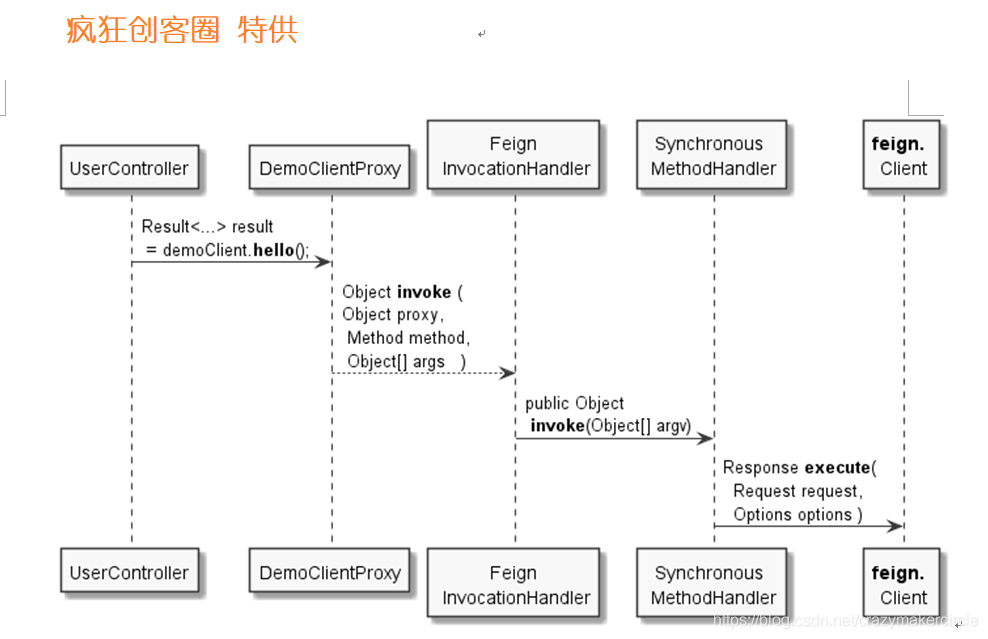 疯狂创客圈 特供
UserController
DemoClientProxy
Feign
InvocationHandler
Synchronous
MethodHandler
feign.
Client
Result<...> result
= demoClient.hello();
Object invoke (
Object proxy,
Method method,
Object[] args )
public Object
invoke(Object[] argv)
Response execute(
Request request,
Options options )
UserController
DemoClientProxy
Feign
InvocationHandler
Synchronous
MethodHandler
feign.
Client
https://blog.csdn.net/crazymakercircle